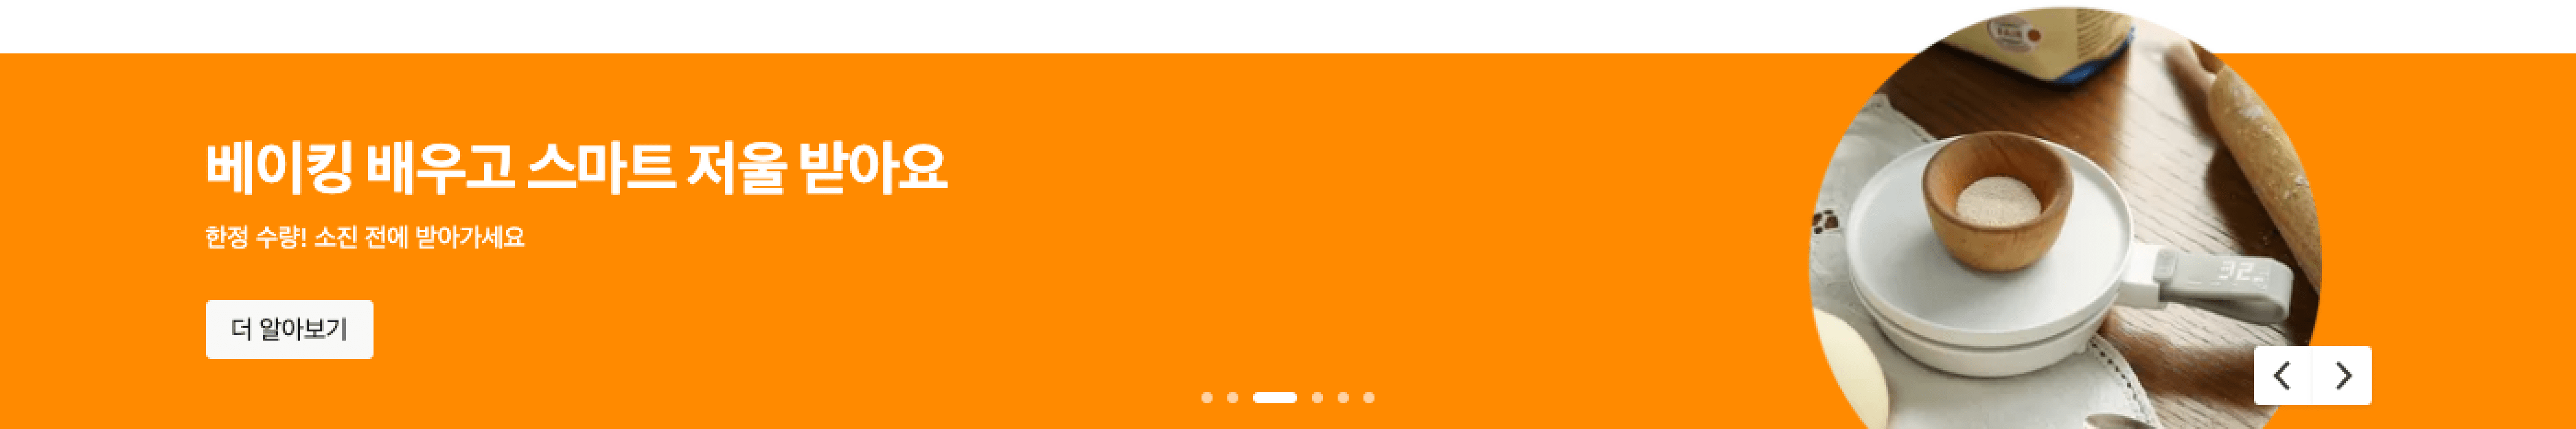 베이킹 배우고 스마트 저울 받아요
한정 수량! 소진 전에 받아가세요
더 알아보기